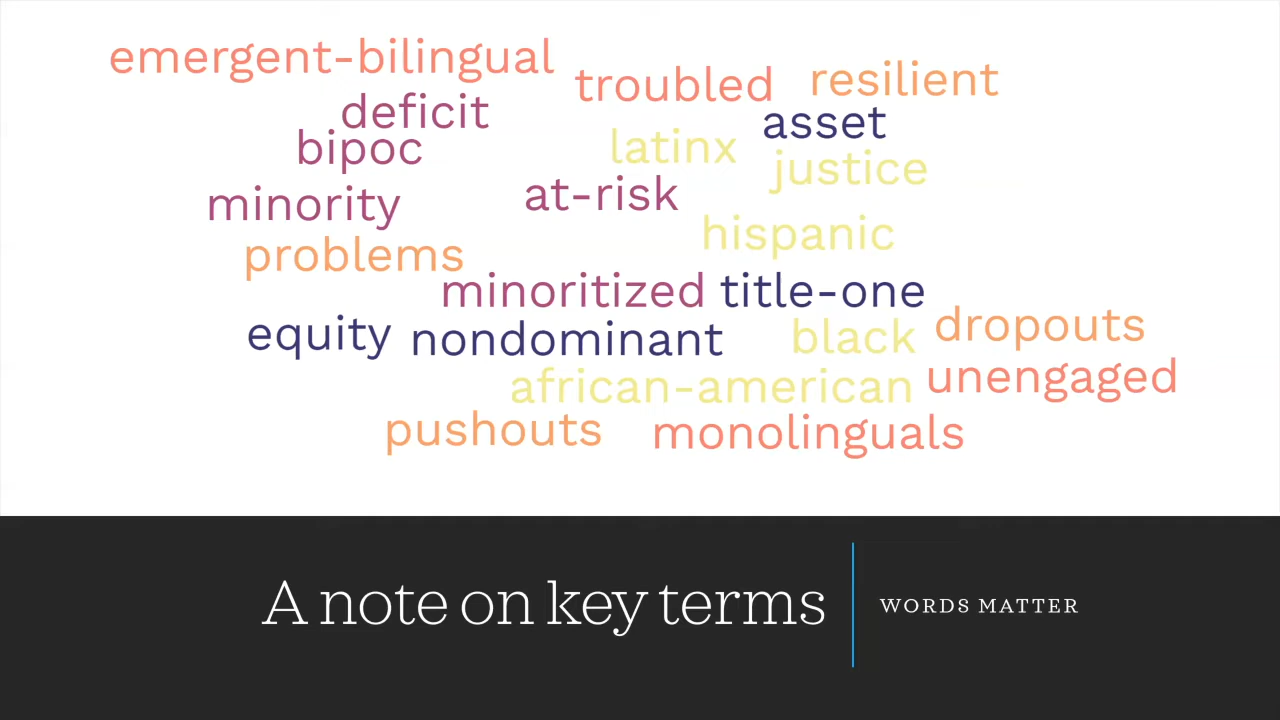 emergent-bilingual
troubled
resilient
deficit
asset
bipoc
latinx
justice
minority
at-risk
hispanic
problems
minoritized
title-one
equity
nondominant
black
dropouts
african-american
unengaged
pushouts
monolinguals
A note on key terms
WORDS MATTER